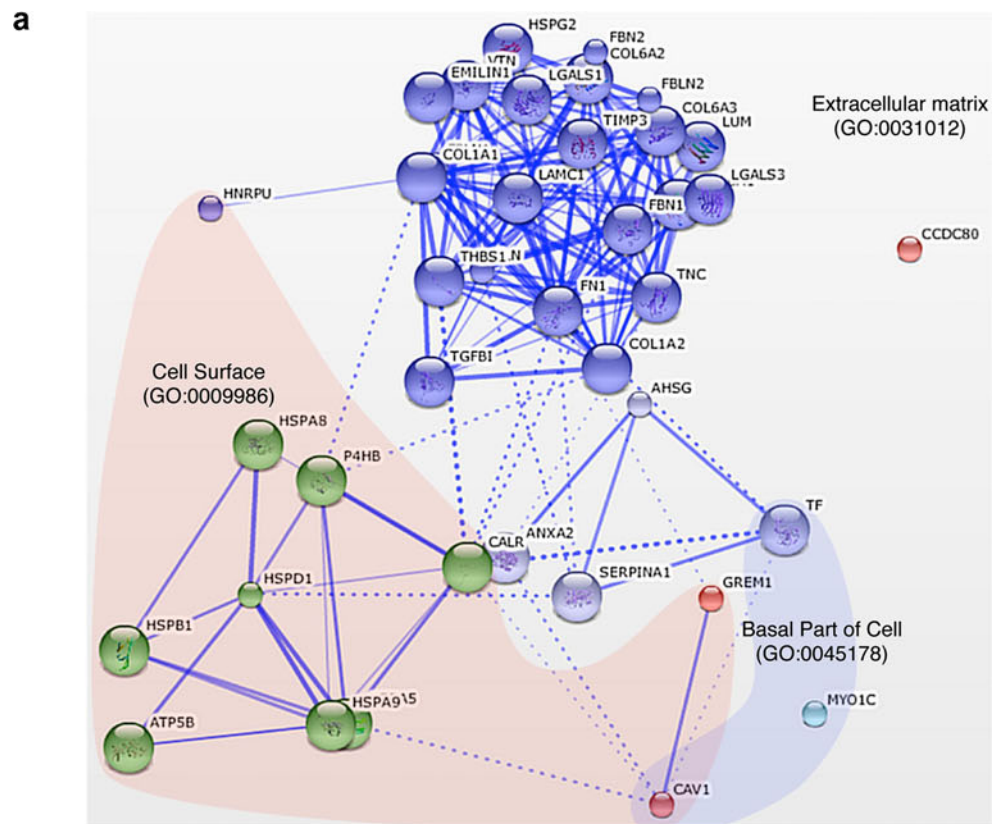 a
HSPG2
FBN2
COL6A2
VTN
EMILIN1
LGALS1
FBLN2
COL6A3
Extracellular matrix
(GO:0031012)
TIMP3
LUM
COL1A1
LAMC1
LGALS3
HNRPU
FBN1
CCDC80
THBS1
FN1
TNC
TGFBI
COL1A2
Cell Surface
(GO:0009986)
AHSG
HSPA8
P4HB
TF
CALR
ANXA2
SERPINA1
HSPD1
GREM1
HSPB1
Basal Part of Cell
(GO:0045178)
HSPA9
MYO1C
ATP5B
CAV1